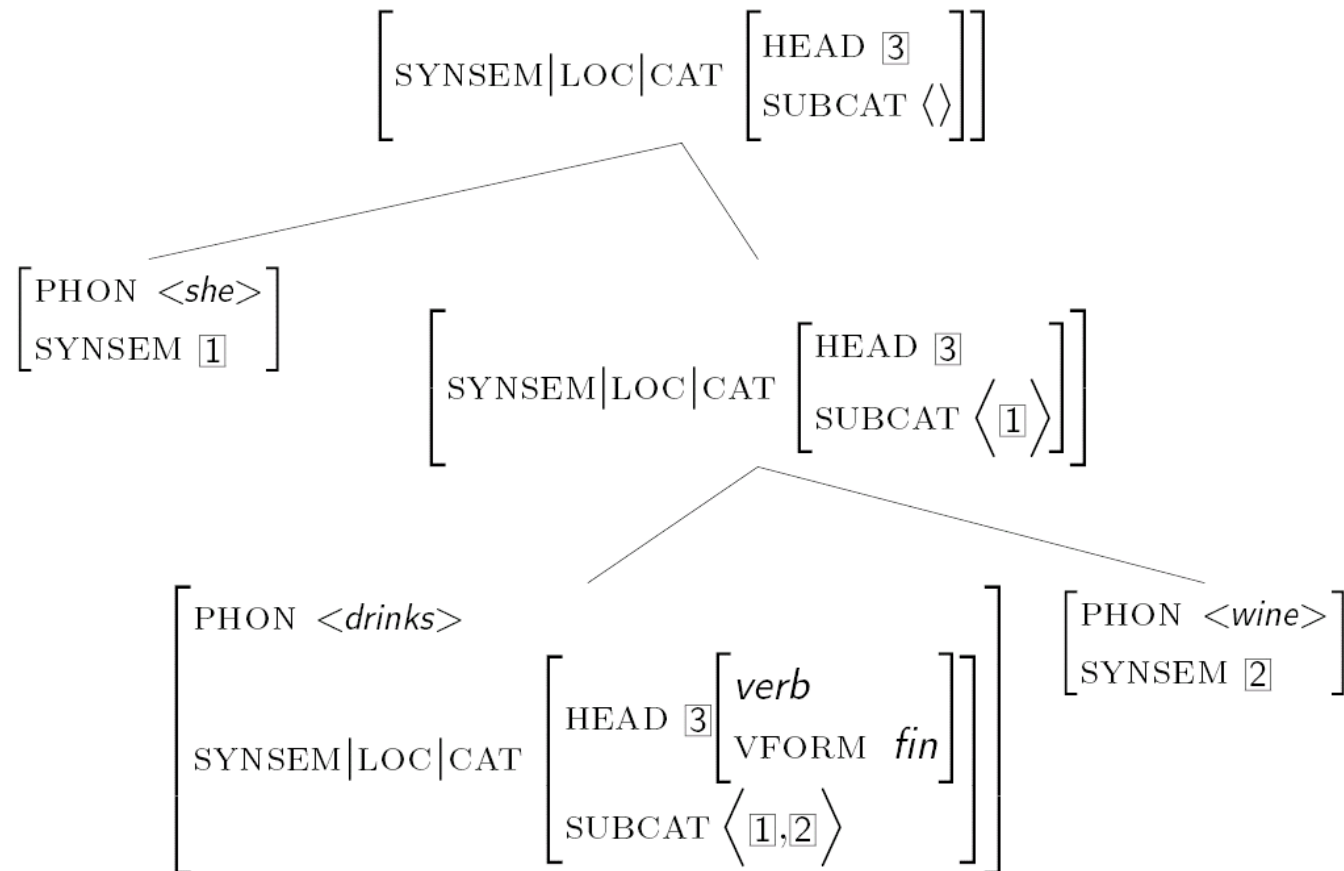 HEAD 3
SYNSEM|LOC|CAT
SUBCAT ⟨⟩
PHON <she>
SYNSEM 1
HEAD 3
SYNSEM|LOC|CAT
SUBCAT ⟨1⟩
PHON <drinks>
verb
HEAD 3
VFORM fin
SYNSEM|LOC|CAT
SUBCAT ⟨1,2⟩
PHON <wine>
SYNSEM 2